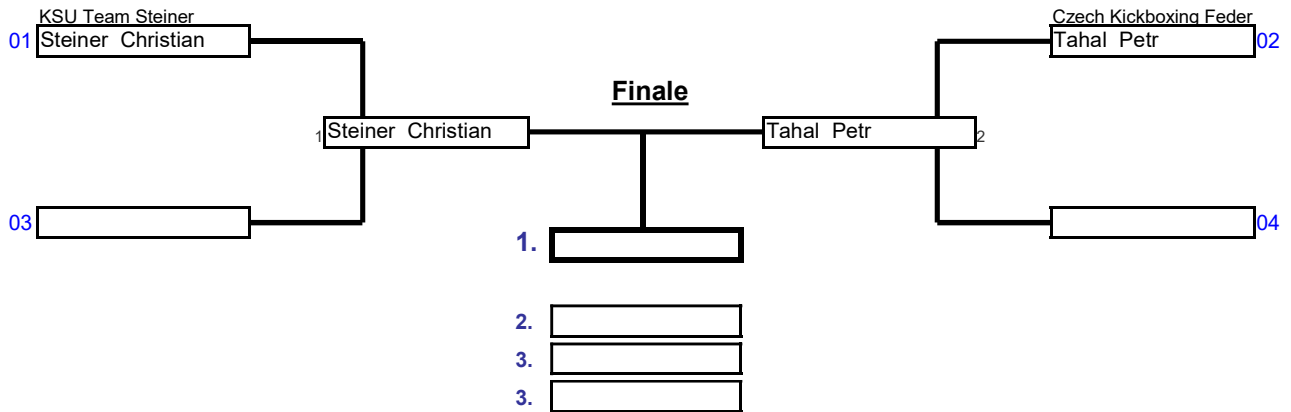 KSU Team Steiner
Czech Kickboxing Feder
01 Steiner Christian
Tahal Petr 02
Finale
1 Steiner Christian
Tahal Petr 2
03
04
1.
2.
3.
3.